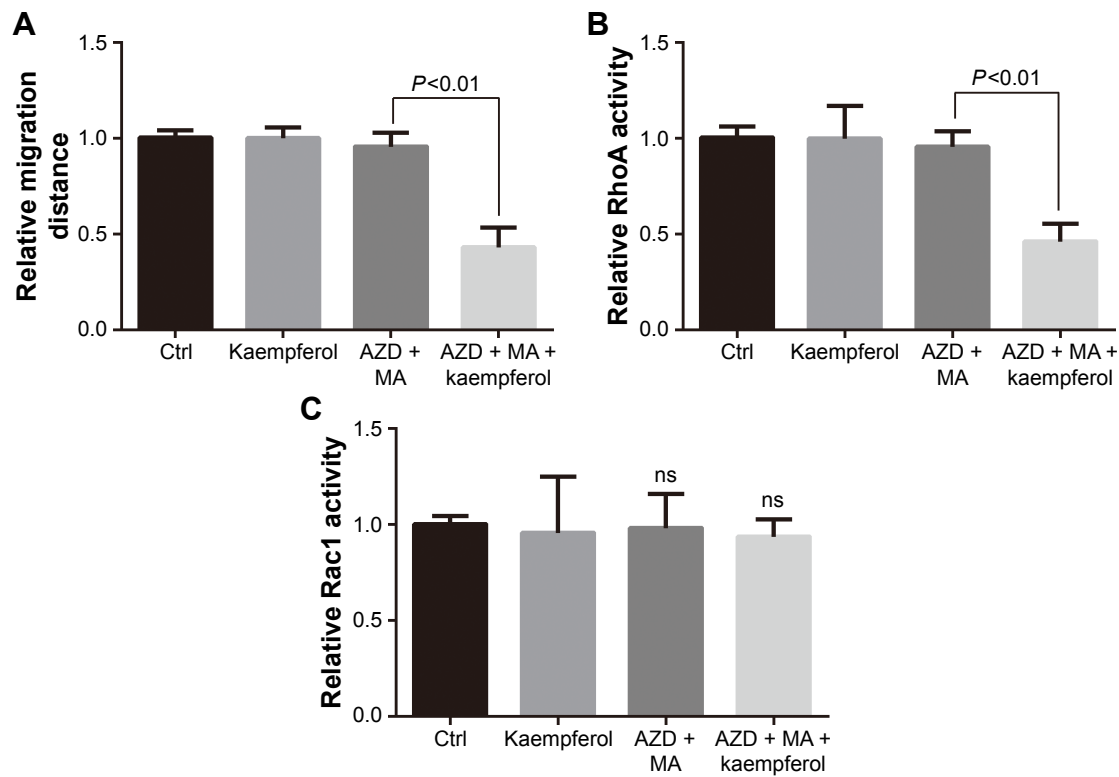 A
Relative migration
distance
1.5
1.0
0.5
0.0
P<0.01
Ctrl
Kaempferol
AZD +
MA
AZD + MA +
kaempferol
B
Relative RhoA activity
1.5
1.0
0.5
0.0
P<0.01
Ctrl
Kaempferol
AZD +
MA
AZD + MA +
kaempferol
C
Relative Rac1 activity
1.5
1.0
0.5
0.0
ns
ns
Ctrl
Kaempferol
AZD +
MA
AZD + MA +
kaempferol